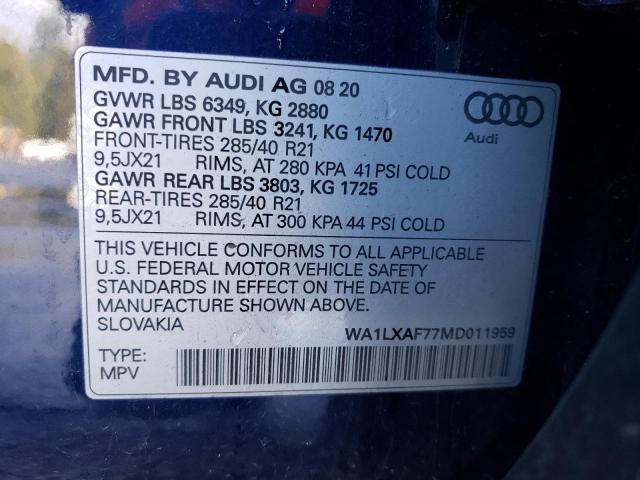 MFD. BY AUDI AG 08 20
GVWR LBS 6349, KG 2880
GAWR FRONT LBS 3241, KG 1470
FRONT-TIRES 285/40 R21
9,5JX21 RIMS, AT 280 KPA 41 PSI COLD
GAWR REAR LBS 3803, KG 1725
REAR-TIRES 285/40 R21
9,5JX21 RIMS, AT 300 KPA 44 PSI COLD
Audi
THIS VEHICLE CONFORMS TO ALL APPLICABLE
U.S. FEDERAL MOTOR VEHICLE SAFETY
STANDARDS IN EFFECT ON THE DATE OF
MANUFACTURE SHOWN ABOVE.
SLOVAKIA WA1LXAF77MD011959
TYPE:
MPV